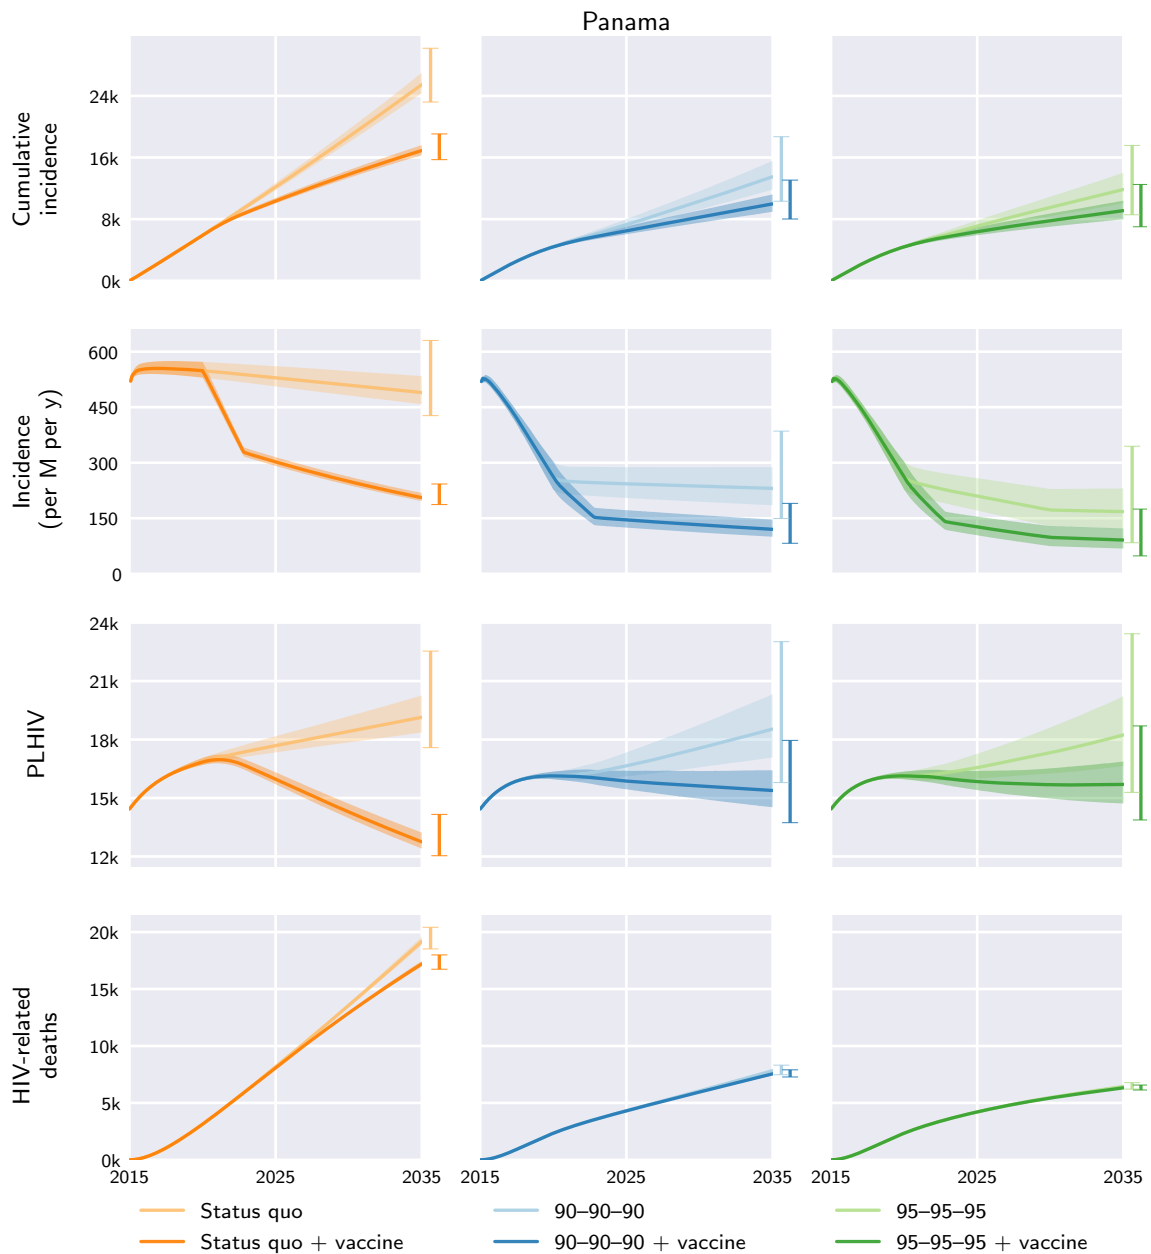 Panama
Cumulative
incidence
24k
16k
8k
0k
Incidence
(per M per y)
600
450
300
150
0
PLHIV
24k
21k
18k
15k
12k
HIV-related
deaths
20k
15k
10k
5k
0k
2015 2025 2035 2015 2025 2035 2015 2025 2035
Status quo 90–90–90 95–95–95
Status quo + vaccine 90–90–90 + vaccine 95–95–95 + vaccine